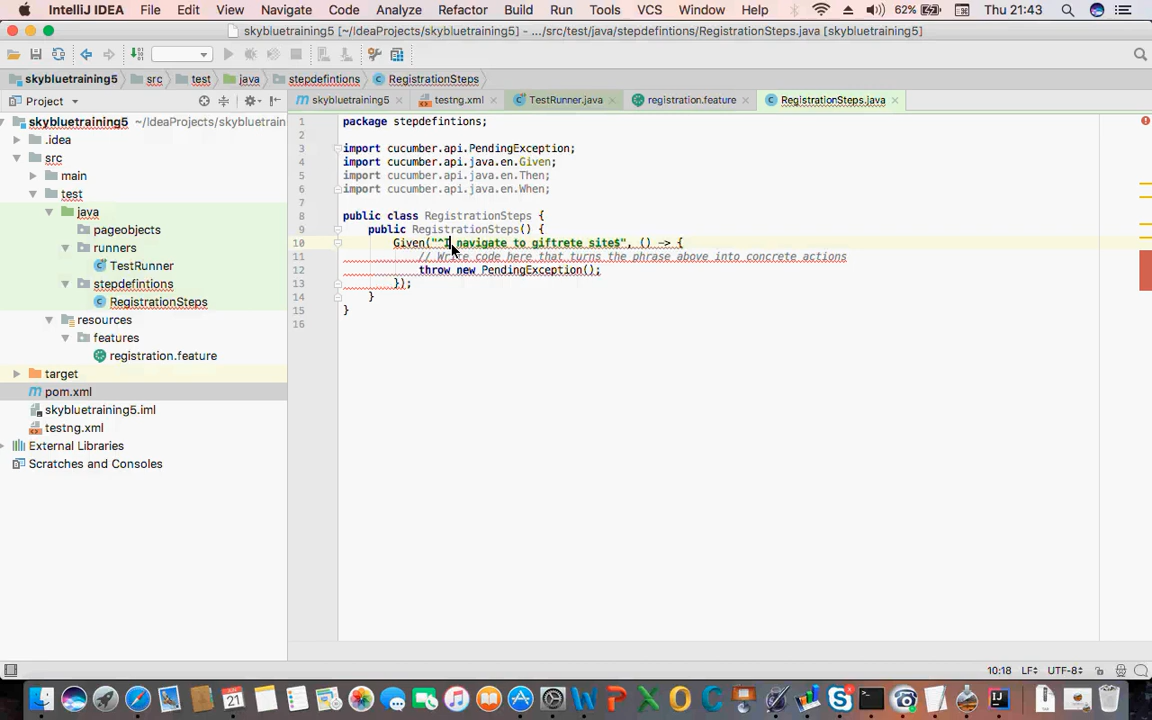 IntelliJ IDEA File Edit View Navigate Code Analyze Refactor Build Run Tools VCS Window Help 62% Thu 21:43
skybluetraining5 [~/IdeaProjects/skybluetraining5] - .../src/test/java/stepdefintions/RegistrationSteps.java [skybluetraining5]
skybluetraining5 src test java stepdefintions RegistrationSteps
Project
skybluetraining5 testng.xml TestRunner.java registration.feature RegistrationSteps.java
skybluetraining5 ~/IdeaProjects/skybluetrain
.idea
src
main
test
java
pageobjects
runners
TestRunner
stepdefintions
RegistrationSteps
resources
features
registration.feature
target
pom.xml
skybluetraining5.iml
testng.xml
External Libraries
Scratches and Consoles
1 package stepdefintions;
2
3 import cucumber.api.PendingException;
4 import cucumber.api.java.en.Given;
5 import cucumber.api.java.en.Then;
6 import cucumber.api.java.en.When;
7
8 public class RegistrationSteps {
9 public RegistrationSteps() {
10 Given("^I navigate to giftrete site$", () -> {
11 // Write code here that turns the phrase above into concrete actions
12 throw new PendingException();
13 });
14 }
15 }
16
10:18 LF UTF-8
21